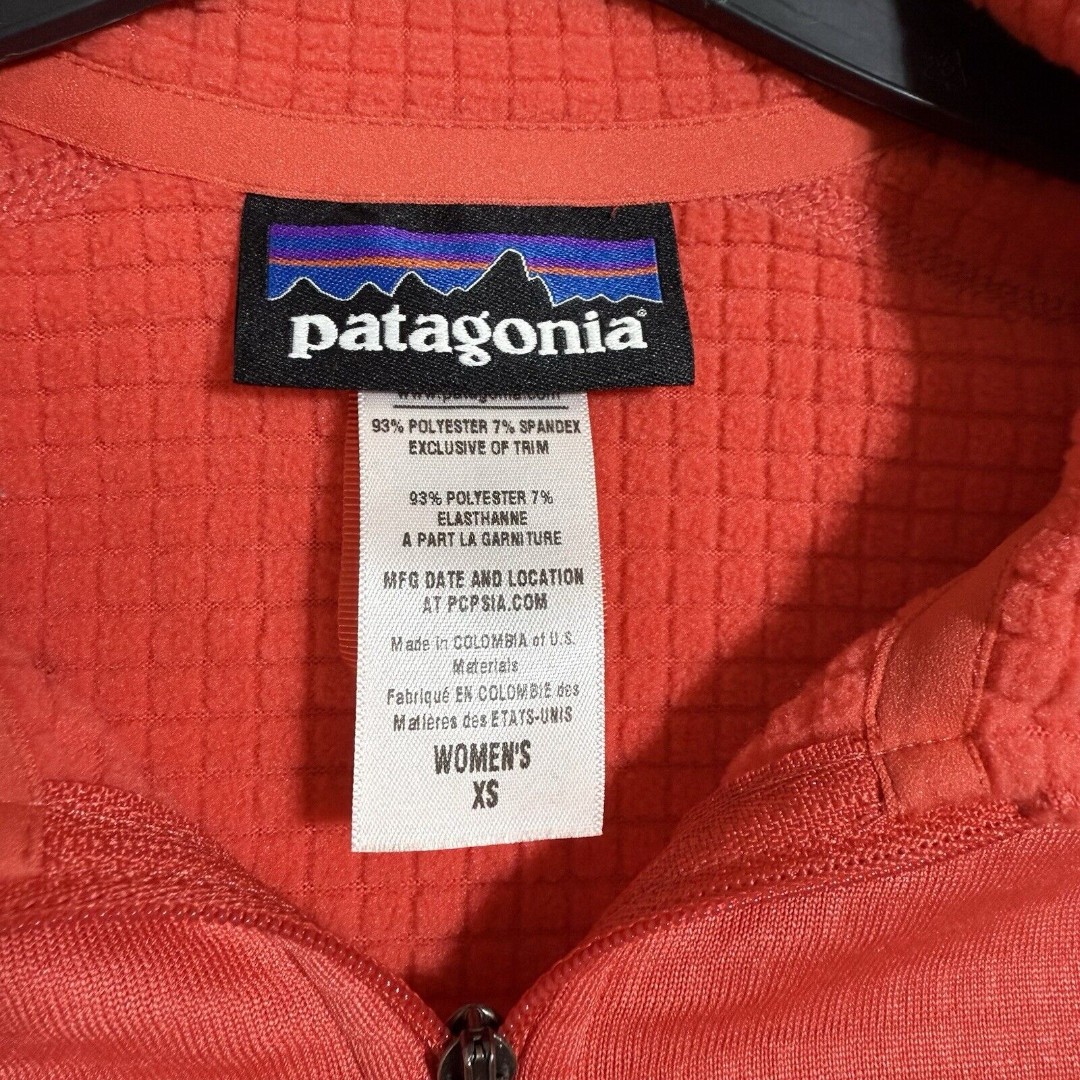 patagonia®
www.patagonia.com
93% POLYESTER 7% SPANDEX
EXCLUSIVE OF TRIM
93% POLYESTER 7%
ELASTHANNE
A PART LA GARNITURE
MFG DATE AND LOCATION
AT PCPSIA.COM
Made in COLOMBIA of U.S.
Materials
Fabriqué EN COLOMBIE des
Matières des ETATS-UNIS
WOMEN'S
XS